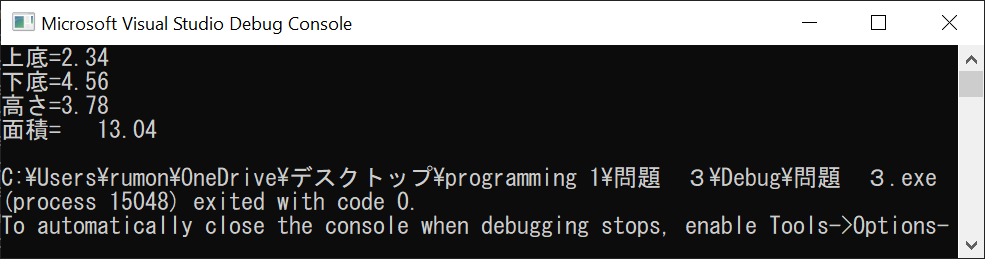 Microsoft Visual Studio Debug Console
上底=2.34
下底=4.56
高さ=3.78
面積=   13.04
C:¥Users¥rumon¥OneDrive¥デスクトップ¥programming 1¥問題　３¥Debug¥問題　３.exe
(process 15048) exited with code 0.
To automatically close the console when debugging stops, enable Tools->Options-